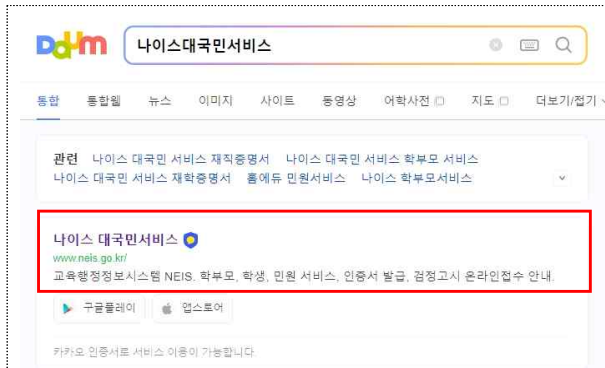 Daum 나이스대국민서비스
통합 통합웹 뉴스 이미지 사이트 동영상 어학사전 지도 더보기/접기
관련 나이스 대국민 서비스 재직증명서 나이스 대국민 서비스 학부모 서비스
나이스 대국민 서비스 재학증명서 홈에듀 민원서비스 나이스 학부모서비스
나이스 대국민서비스
www.neis.go.kr/
교육행정정보시스템 NEIS. 학부모, 학생, 민원 서비스, 인증서 발급, 검정고시 온라인접수 안내.
구글플레이 앱스토어
카카오 인증서로 서비스 이용이 가능합니다